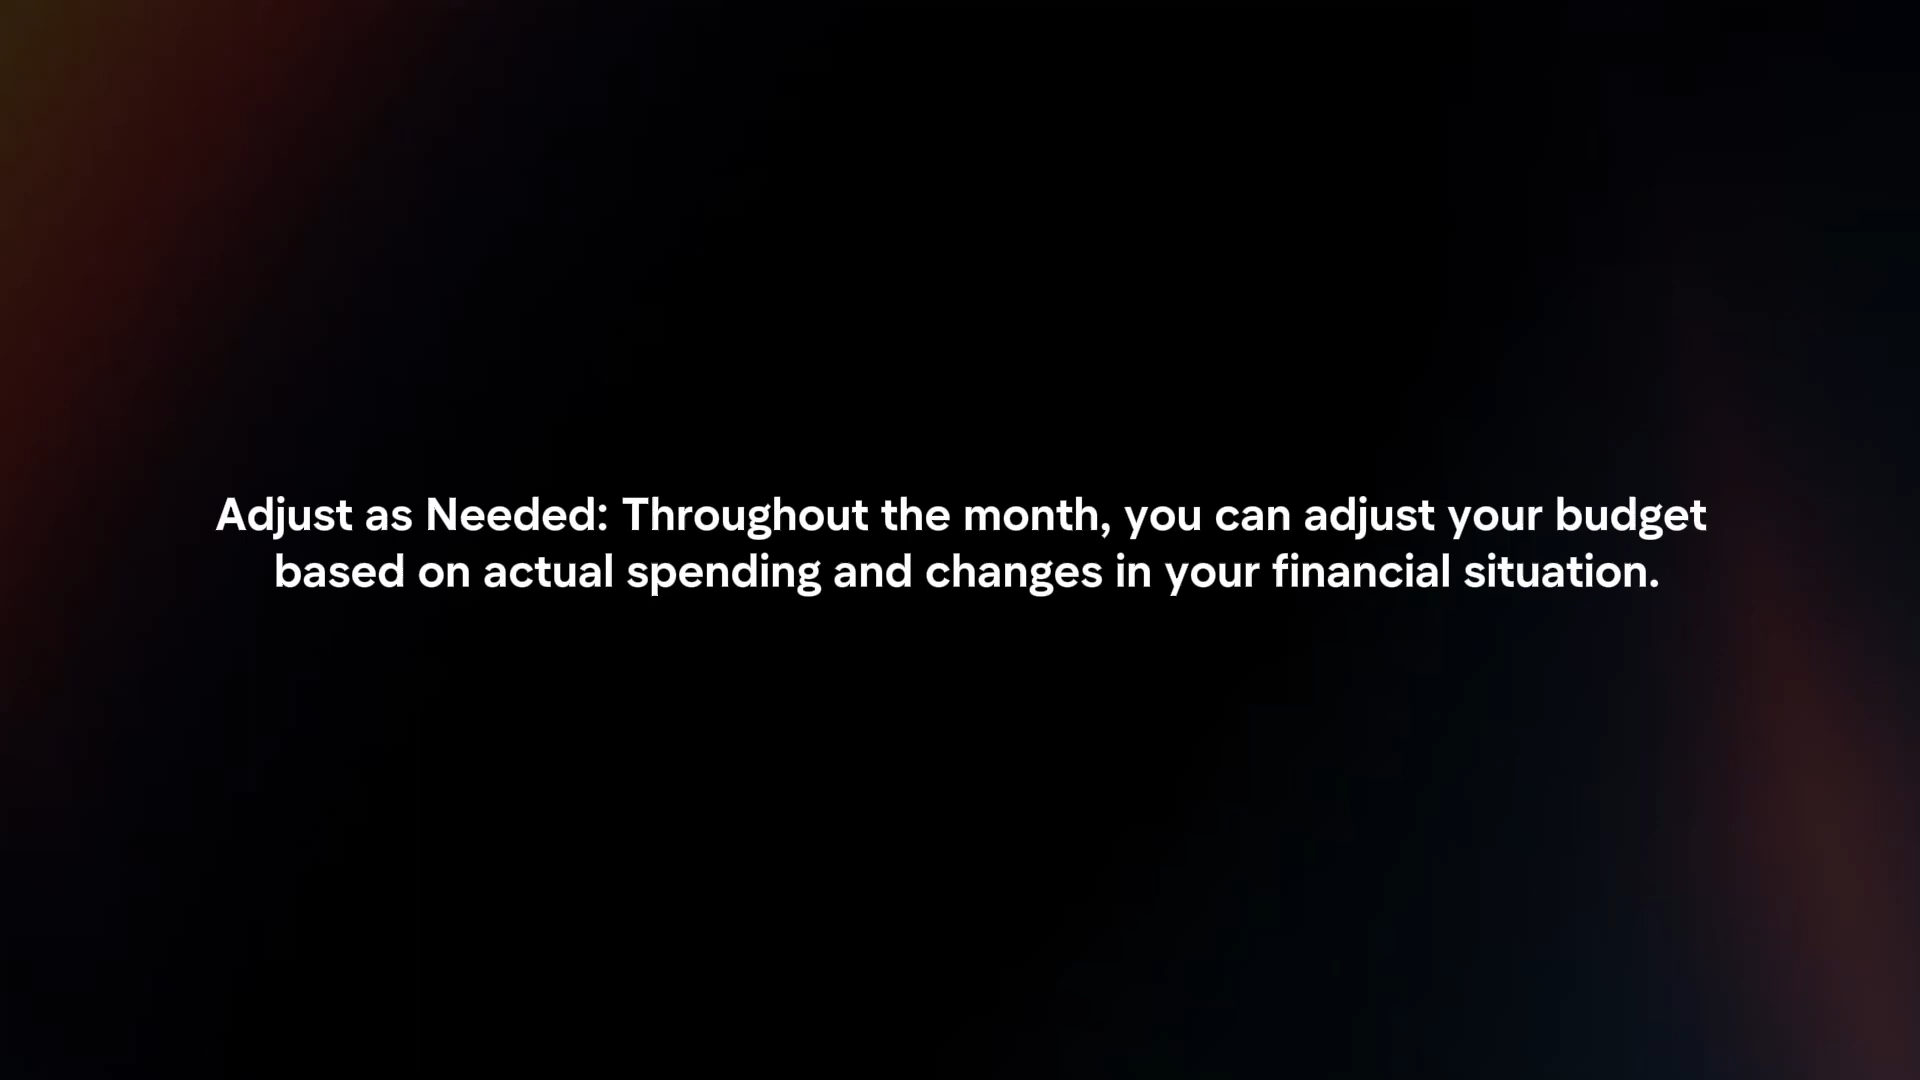 Adjust as Needed: Throughout the month, you can adjust your budget
based on actual spending and changes in your financial situation.